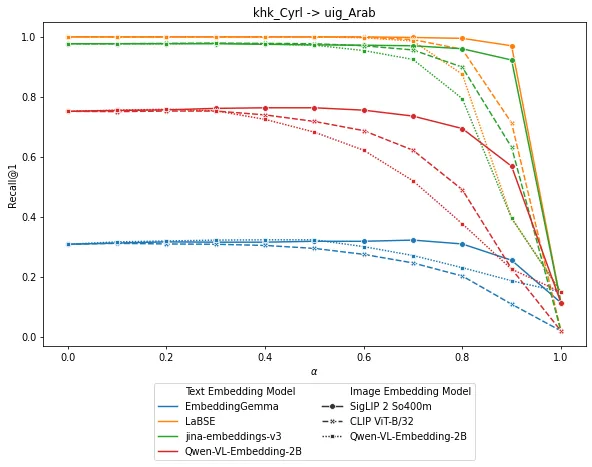 khk_Cyrl -> uig_Arab
Recall@1
1.0
0.8
0.6
0.4
0.2
0.0
0.0 0.2 0.4 0.6 0.8 1.0
α
Text Embedding Model
EmbeddingGemma
LaBSE
jina-embeddings-v3
Qwen-VL-Embedding-2B
Image Embedding Model
SigLIP 2 So400m
CLIP ViT-B/32
Qwen-VL-Embedding-2B